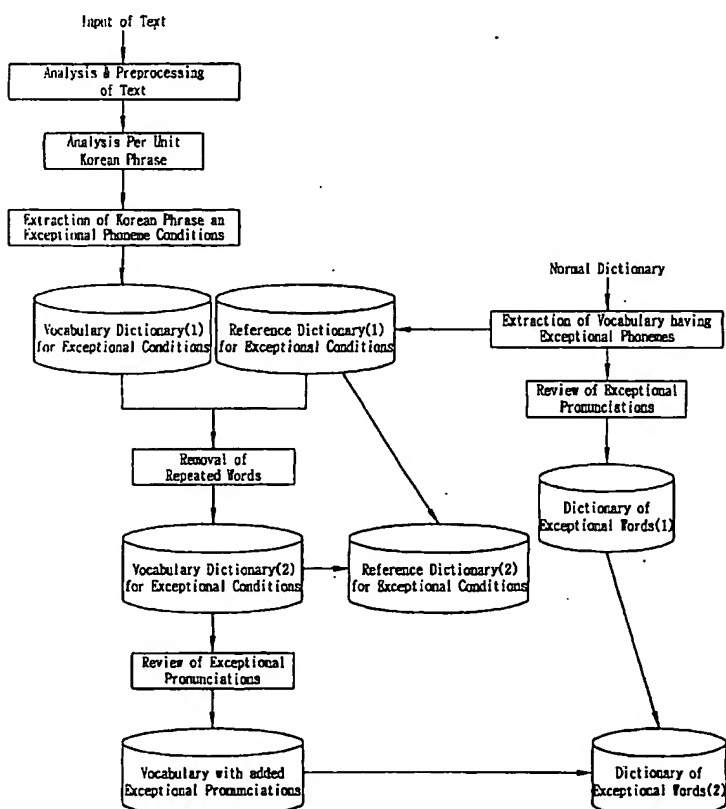 Input of Text
Analysis & Preprocessing
of Text
Analysis Per Unit
Korean Phrase
Extraction of Korean Phrase an
Exceptional Phoneme Conditions
Normal Dictionary
Vocabulary Dictionary(1)
for Exceptional Conditions
Reference Dictionary(1)
for Exceptional Conditions
Extraction of Vocabulary having
Exceptional Phonemes
Review of Exceptional
Pronunciations
Removal of
Repeated Words
Dictionary of
Exceptional Words(1)
Vocabulary Dictionary(2)
for Exceptional Conditions
Reference Dictionary(2)
for Exceptional Conditions
Review of Exceptional
Pronunciations
Vocabulary with added
Exceptional Pronunciations
Dictionary of
Exceptional Words(2)